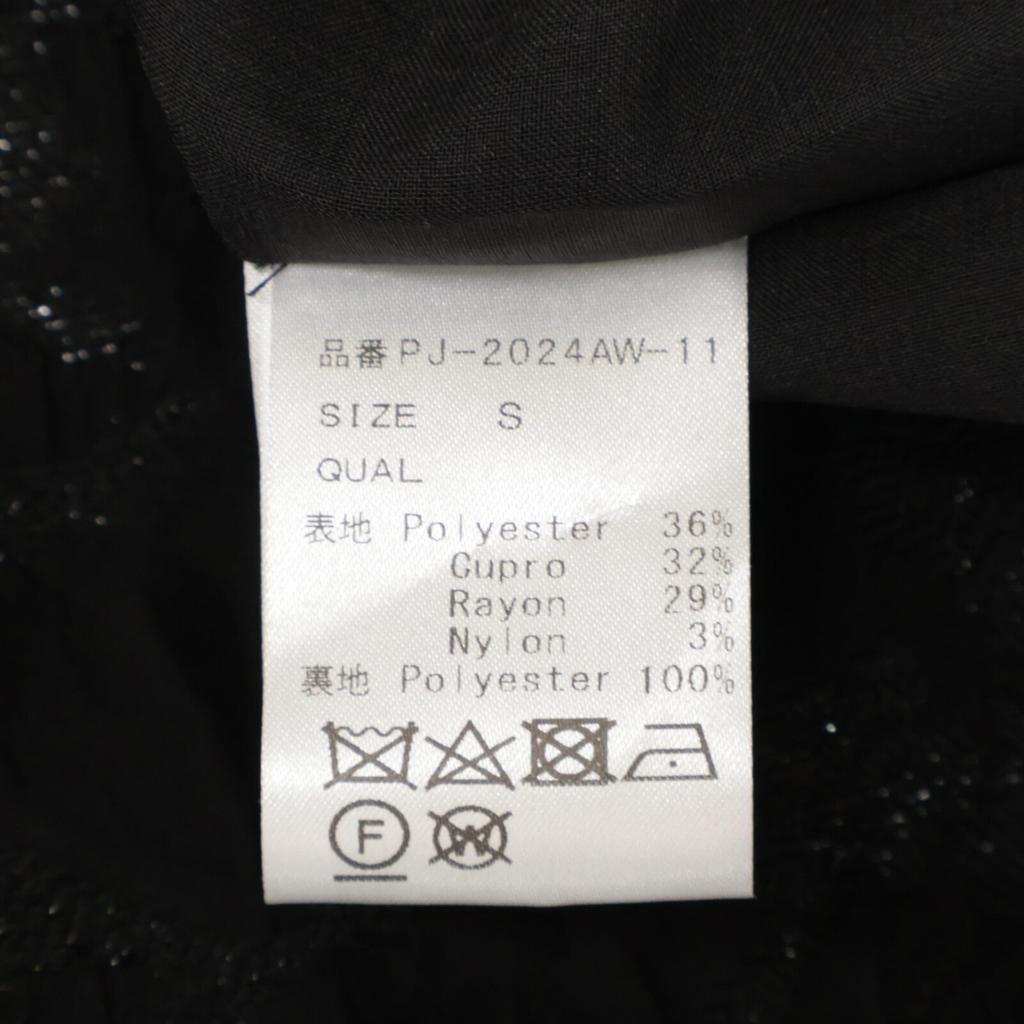 品番PJ-2024AW-11
SIZE S
QUAL
表地 Polyester 36%
Cupro 32%
Rayon 29%
Nylon 3%
裏地 Polyester 100%
F W